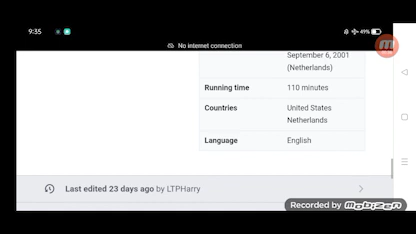 9:35
49%
No internet connection
September 6, 2001
(Netherlands)
Running time 110 minutes
Countries United States
Netherlands
Language English
Last edited 23 days ago by LTPHarry
Recorded by Mobizen